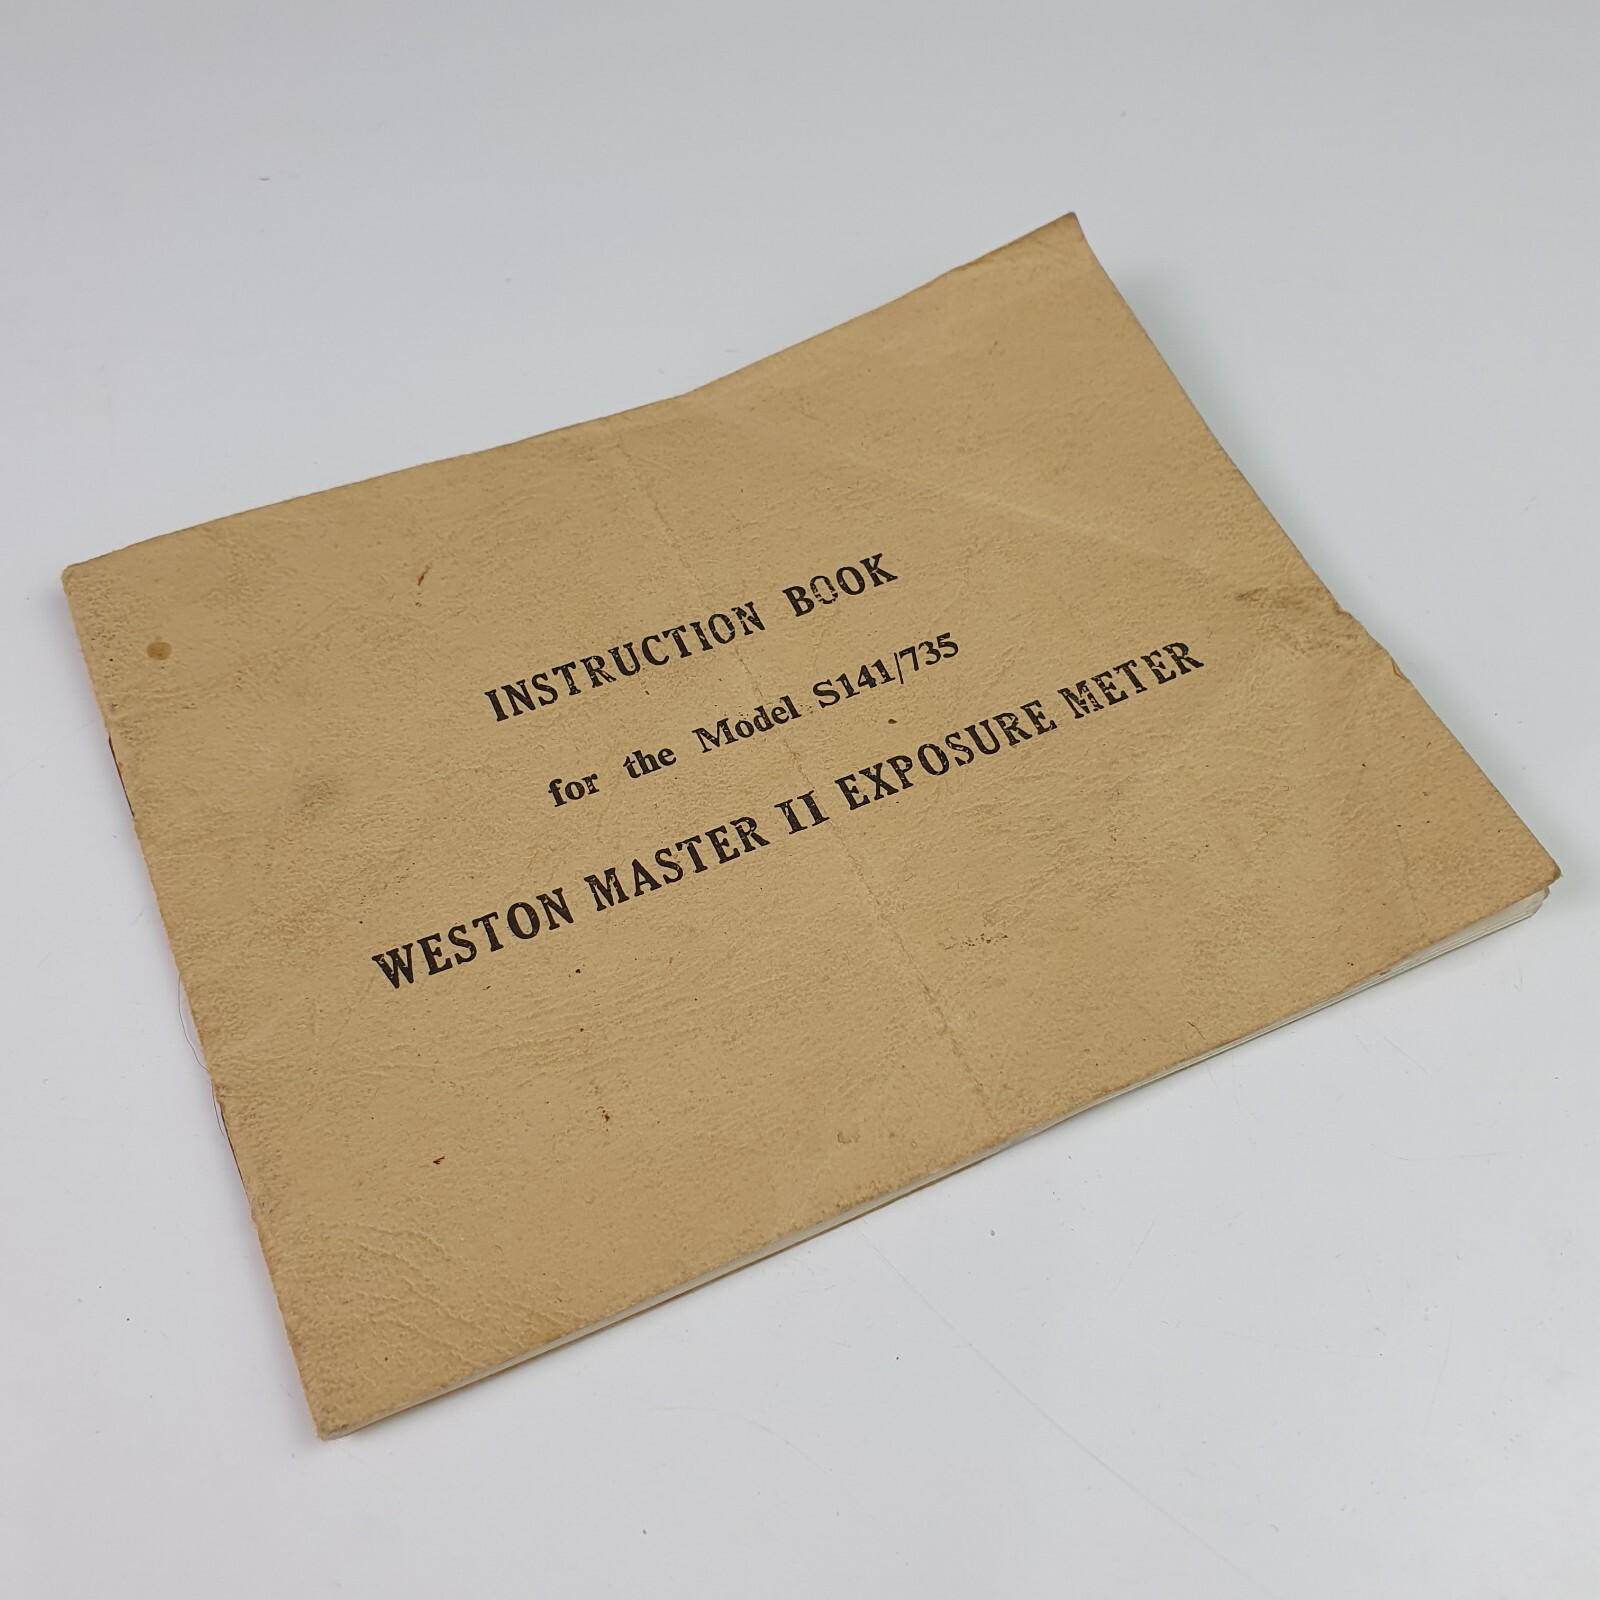 INSTRUCTION BOOK
for the Model S141/735
WESTON MASTER II EXPOSURE METER